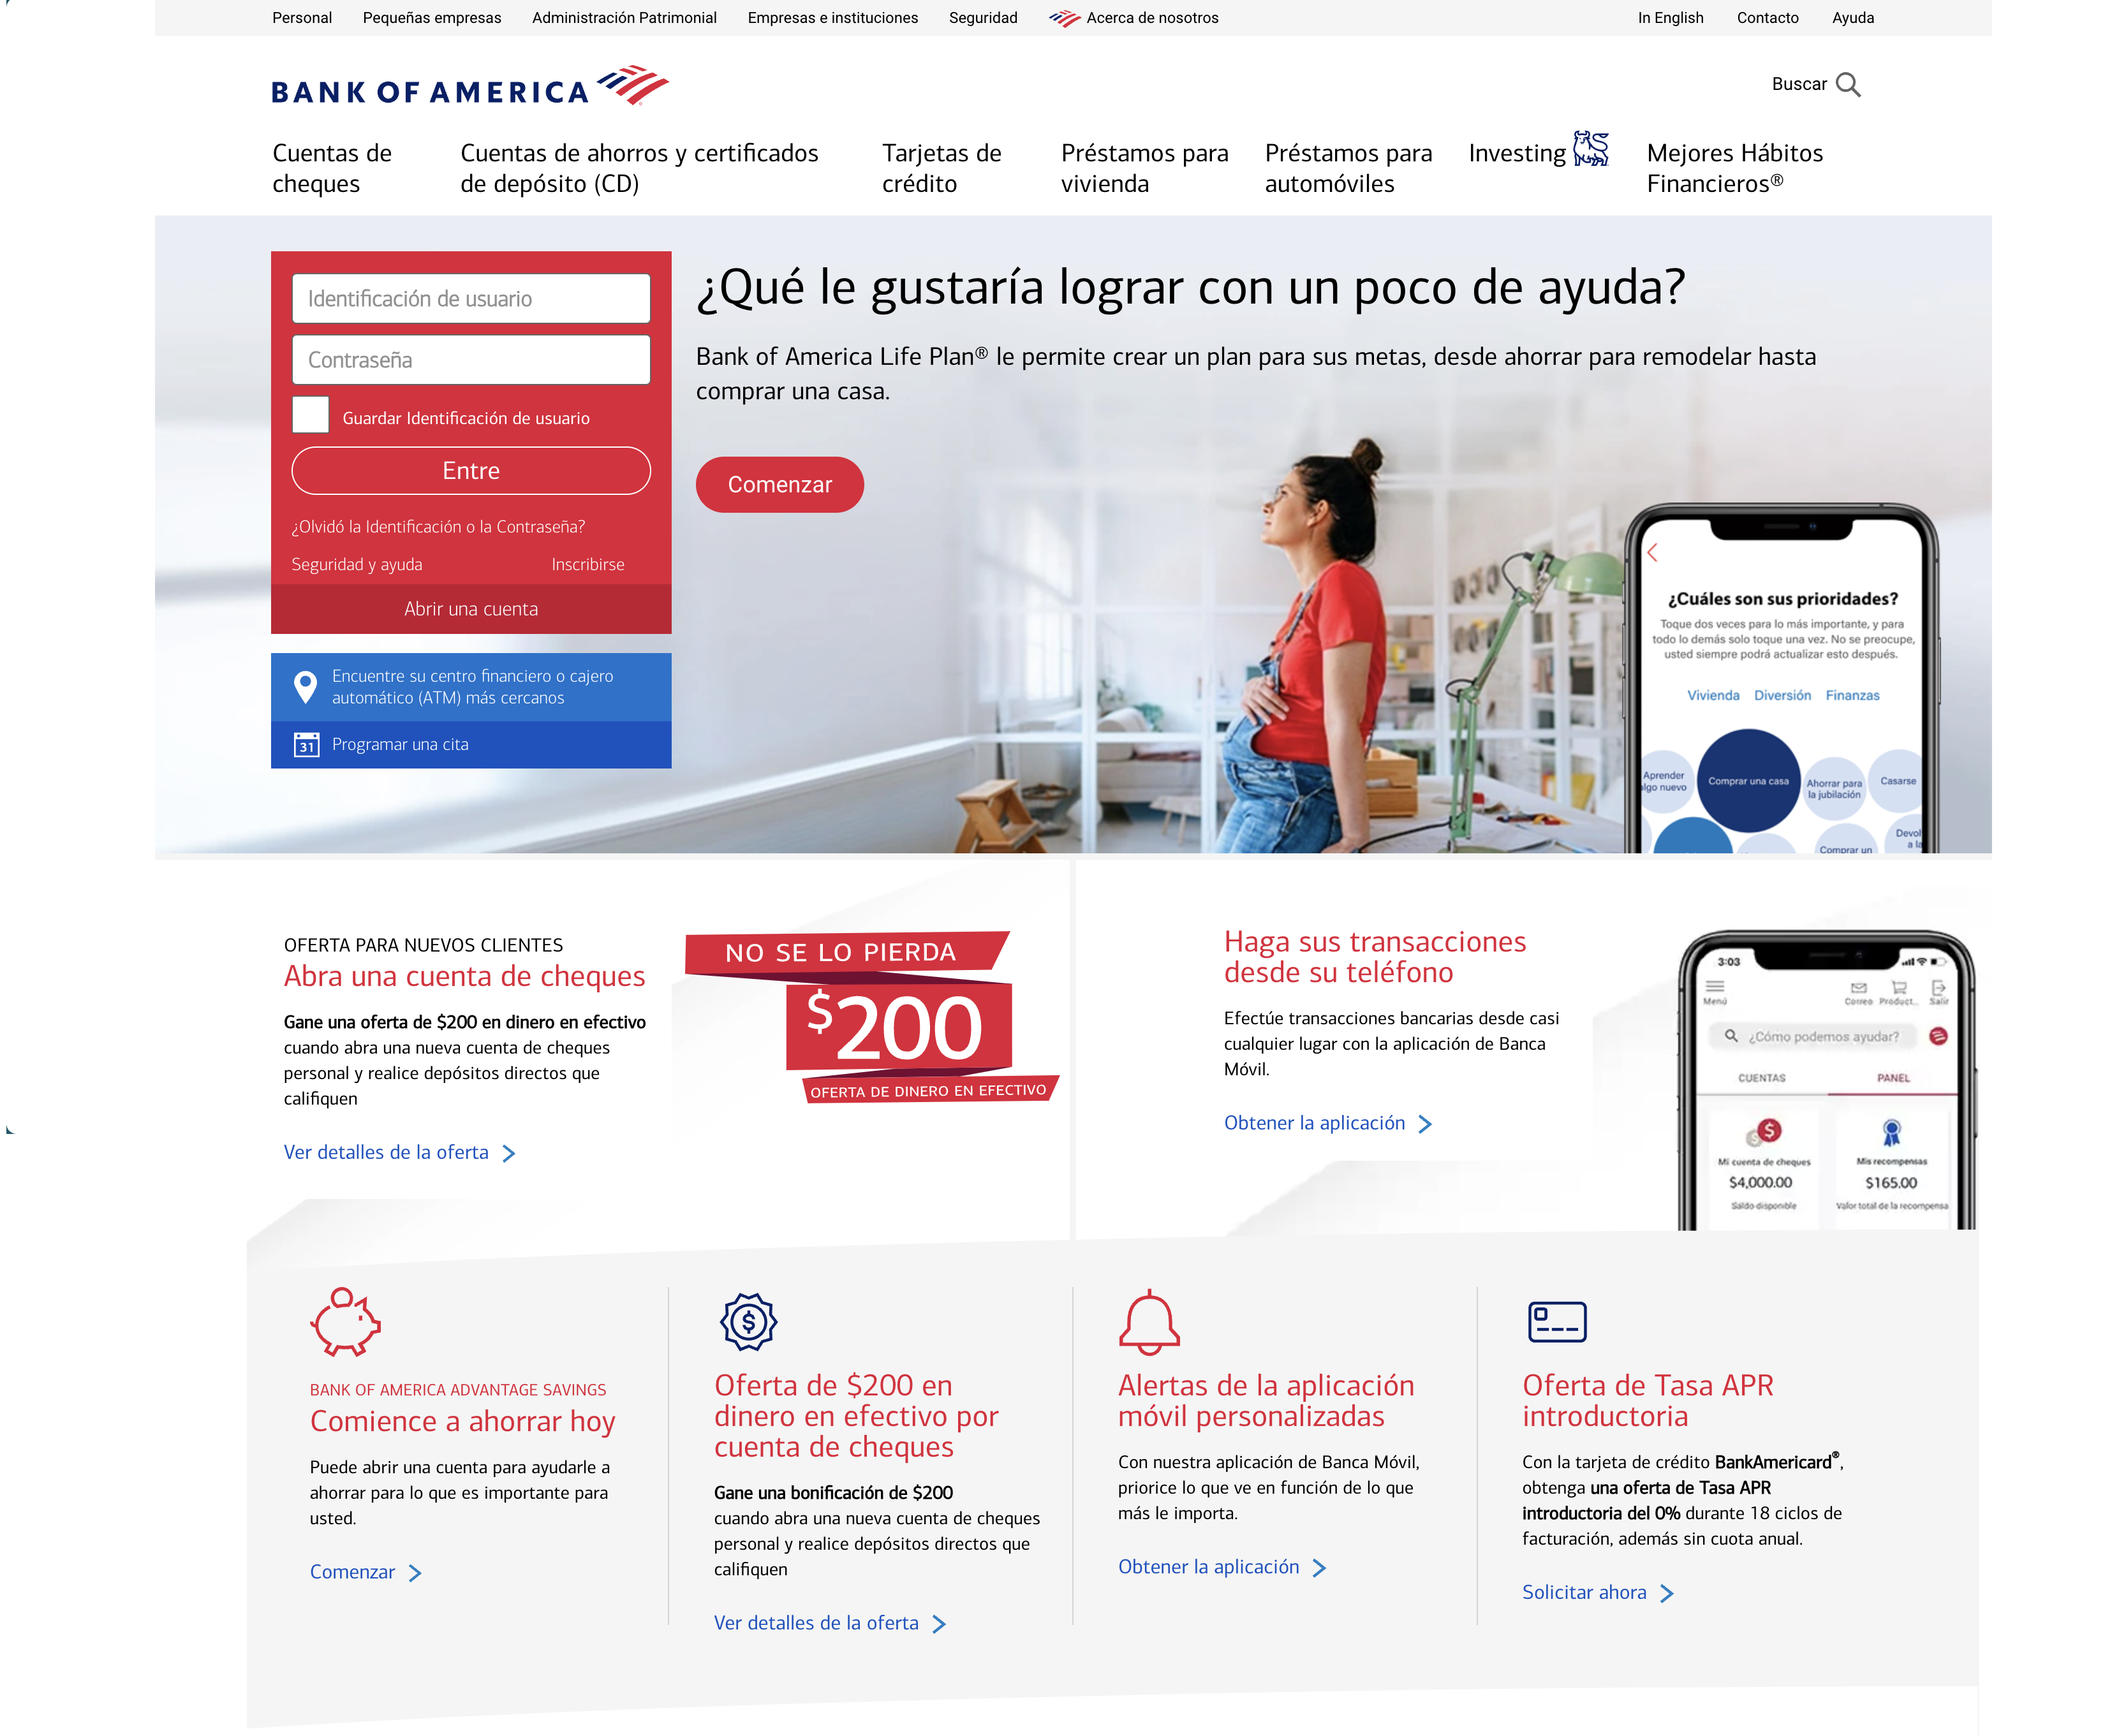 Personal
Pequeñas empresas
Administración Patrimonial
Empresas e instituciones
Seguridad
Acerca de nosotros
In English
Contacto
Ayuda
BANK OF AMERICA
Buscar
Cuentas de
cheques
Cuentas de ahorros y certificados
de depósito (CD)
Tarjetas de
crédito
Préstamos para
vivienda
Préstamos para
automóviles
Investing
Mejores Hábitos
Financieros®
Identificación de usuario
Contraseña
Guardar Identificación de usuario
Entre
¿Olvidó la Identificación o la Contraseña?
Seguridad y ayuda
Inscribirse
Abrir una cuenta
Encuentre su centro financiero o cajero
automático (ATM) más cercanos
31
Programar una cita
¿Qué le gustaría lograr con un poco de ayuda?
Bank of America Life Plan® le permite crear un plan para sus metas, desde ahorrar para remodelar hasta
comprar una casa.
Comenzar
¿Cuáles son sus prioridades?
Toque dos veces para lo más importante, y para
todo lo demás solo toque una vez. No se preocupe,
usted siempre podrá actualizar esto después.
Vivienda
Diversión
Finanzas
Aprender
lgo nuevo
Comprar una casa
Ahorrar para
la jubilación
Casarse
Comprar un
Devol
a la
OFERTA PARA NUEVOS CLIENTES
Abra una cuenta de cheques
Gane una oferta de $200 en dinero en efectivo
cuando abra una nueva cuenta de cheques
personal y realice depósitos directos que
califiquen
Ver detalles de la oferta
NO SE LO PIERDA
$200
OFERTA DE DINERO EN EFECTIVO
Haga sus transacciones
desde su teléfono
Efectúe transacciones bancarias desde casi
cualquier lugar con la aplicación de Banca
Móvil.
Obtener la aplicación
3:03
Menú
Correo
Product...
Salir
¿Cómo podemos ayudar?
CUENTAS
PANEL
Mi cuenta de cheques
$4,000.00
Saldo disponible
Mis recompensas
$165.00
Valor total de la recompensa
BANK OF AMERICA ADVANTAGE SAVINGS
Comience a ahorrar hoy
Puede abrir una cuenta para ayudarle a
ahorrar para lo que es importante para
usted.
Comenzar
Oferta de $200 en
dinero en efectivo por
cuenta de cheques
Gane una bonificación de $200
cuando abra una nueva cuenta de cheques
personal y realice depósitos directos que
califiquen
Ver detalles de la oferta
Alertas de la aplicación
móvil personalizadas
Con nuestra aplicación de Banca Móvil,
priorice lo que ve en función de lo que
más le importa.
Obtener la aplicación
Oferta de Tasa APR
introductoria
Con la tarjeta de crédito BankAmericard®,
obtenga una oferta de Tasa APR
introductoria del 0% durante 18 ciclos de
facturación, además sin cuota anual.
Solicitar ahora